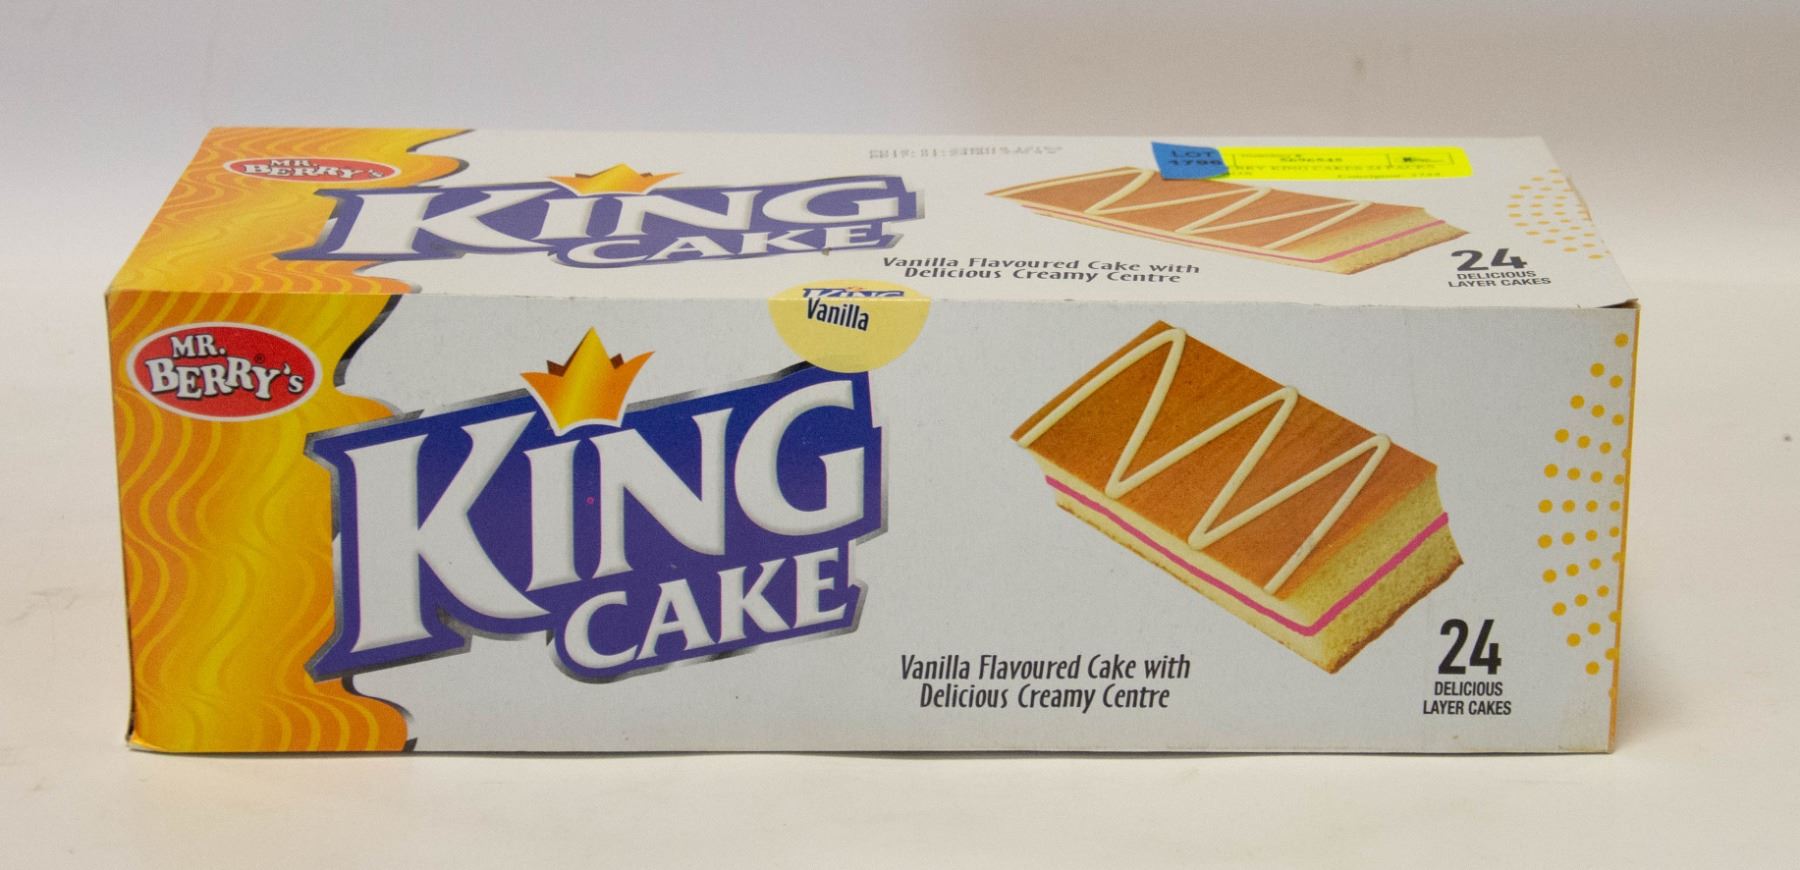 MR.
BERRY's
KING
CAKE
Vanilla Flavoured Cake with
Delicious Creamy Centre
24
DELICIOUS
LAYER CAKES
LOT
KING
Vanilla
MR.
BERRY's®
KING
CAKE
Vanilla Flavoured Cake with
Delicious Creamy Centre
24
DELICIOUS
LAYER CAKES